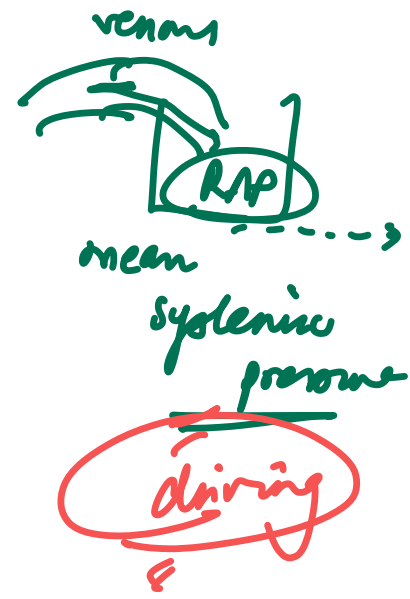 venous
RAP
mean
systemic
pressure
driving